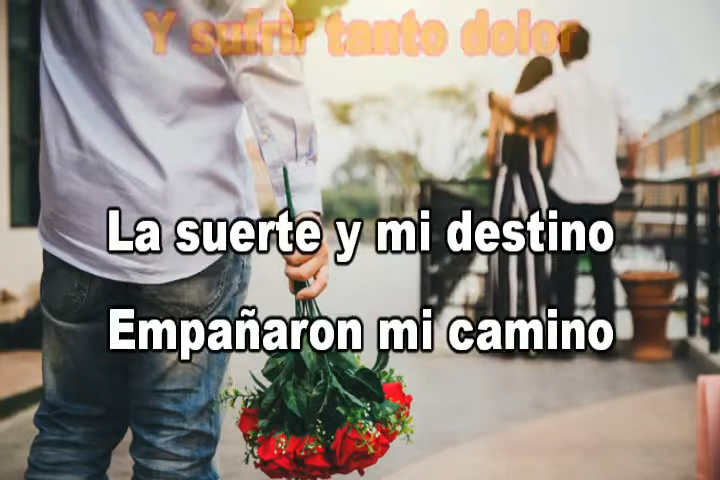 Y sufrir tanto dolor
La suerte y mi destino
Empañaron mi camino